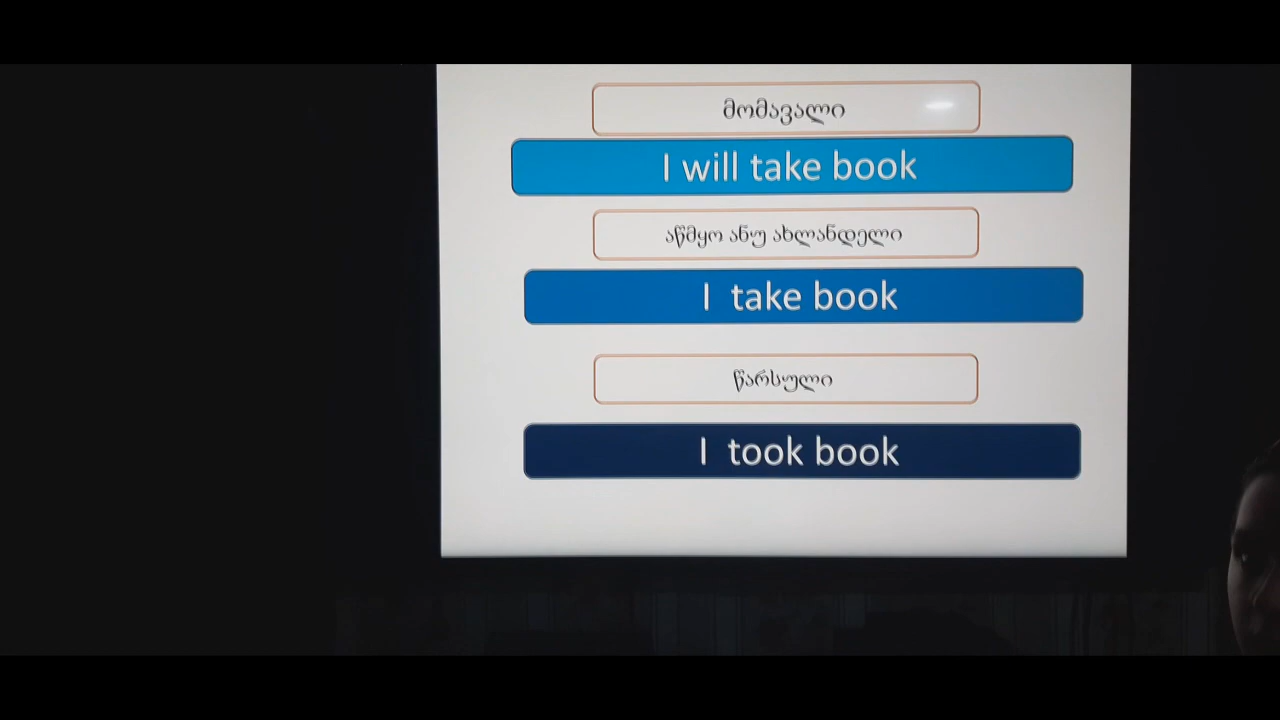 მომავალი
I will take book
აწმყო ანუ ახლანდელი
I take book
წარსული
I took book